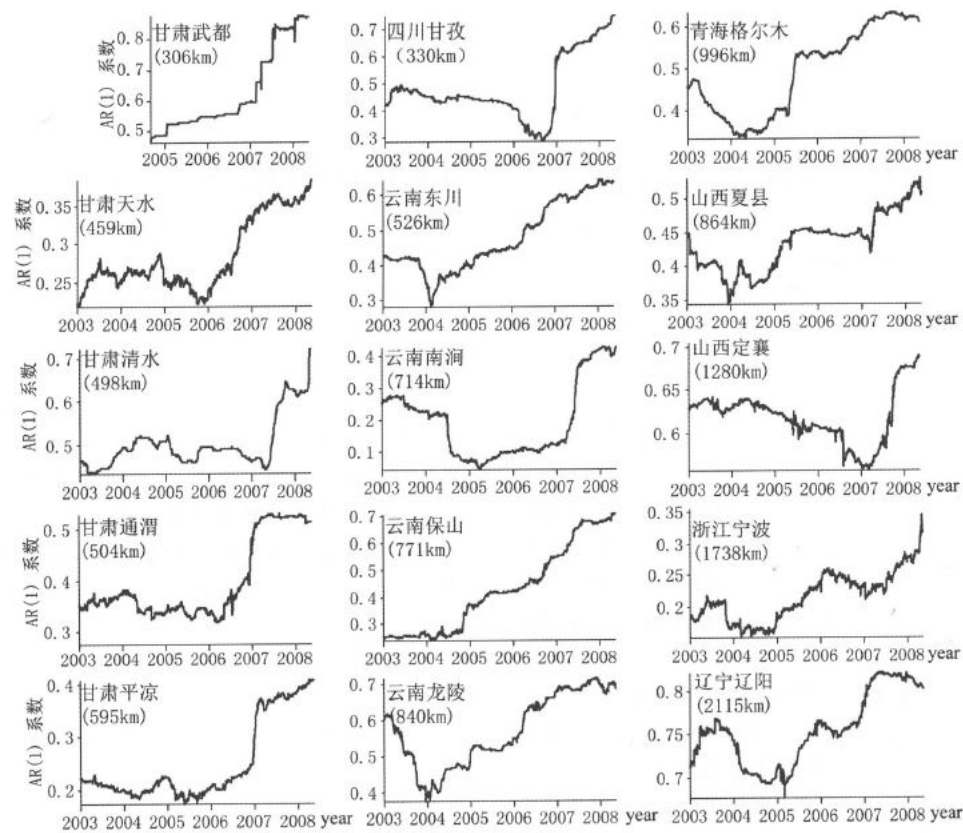 AR(1) 系数
甘肃武都
(306km)
0.8
0.7
0.6
0.5
2005 2006 2007 2008
四川甘孜
(330km)
0.7
0.6
0.5
0.4
0.3
2003 2004 2005 2006 2007 2008
青海格尔木
(996km)
0.6
0.5
0.4
2003 2004 2005 2006 2007 2008 year
AR(1) 系数
甘肃天水
(459km)
0.35
0.3
0.25
2003 2004 2005 2006 2007 2008
云南东川
(526km)
0.6
0.5
0.4
0.3
2003 2004 2005 2006 2007 2008
山西夏县
(864km)
0.5
0.45
0.4
0.35
2003 2004 2005 2006 2007 2008 year
AR(1) 系数
甘肃清水
(498km)
0.7
0.6
0.5
2003 2004 2005 2006 2007 2008
云南南涧
(714km)
0.4
0.3
0.2
0.1
2003 2004 2005 2006 2007 2008
山西定襄
(1280km)
0.7
0.65
0.6
2003 2004 2005 2006 2007 2008 year
AR(1) 系数
甘肃通渭
(504km)
0.5
0.4
0.3
2003 2004 2005 2006 2007 2008
云南保山
(771km)
0.7
0.6
0.5
0.4
0.3
2003 2004 2005 2006 2007 2008
浙江宁波
(1738km)
0.35
0.3
0.25
0.2
2003 2004 2005 2006 2007 2008 year
AR(1) 系数
甘肃平凉
(595km)
0.4
0.3
0.2
2003 2004 2005 2006 2007 2008 year
云南龙陵
(840km)
0.7
0.6
0.5
0.4
2003 2004 2005 2006 2007 2008 year
辽宁辽阳
(2115km)
0.8
0.75
0.7
2003 2004 2005 2006 2007 2008 year